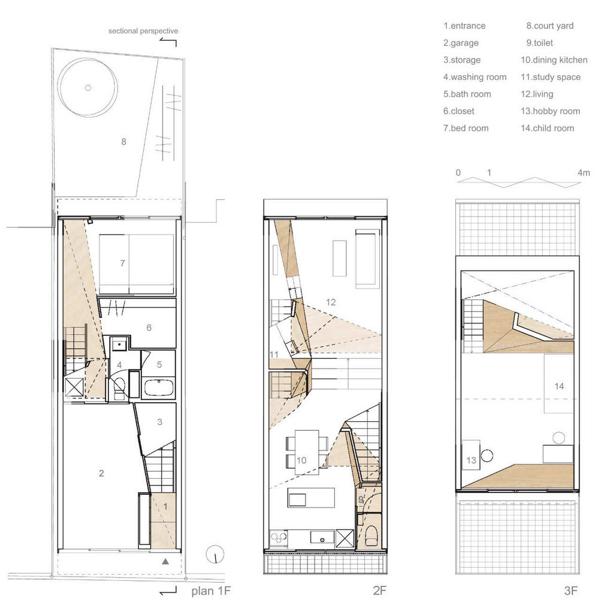 sectional perspective
1.entrance 8.court yard
2.garage 9.toilet
3.storage 10.dining kitchen
4.washing room 11.study space
5.bath room 12.living
6.closet 13.hobby room
7.bed room 14.child room
0 1 4m
8
7
6
4 5
3
2
1
plan 1F
12
11
10
9
2F
14
13
3F